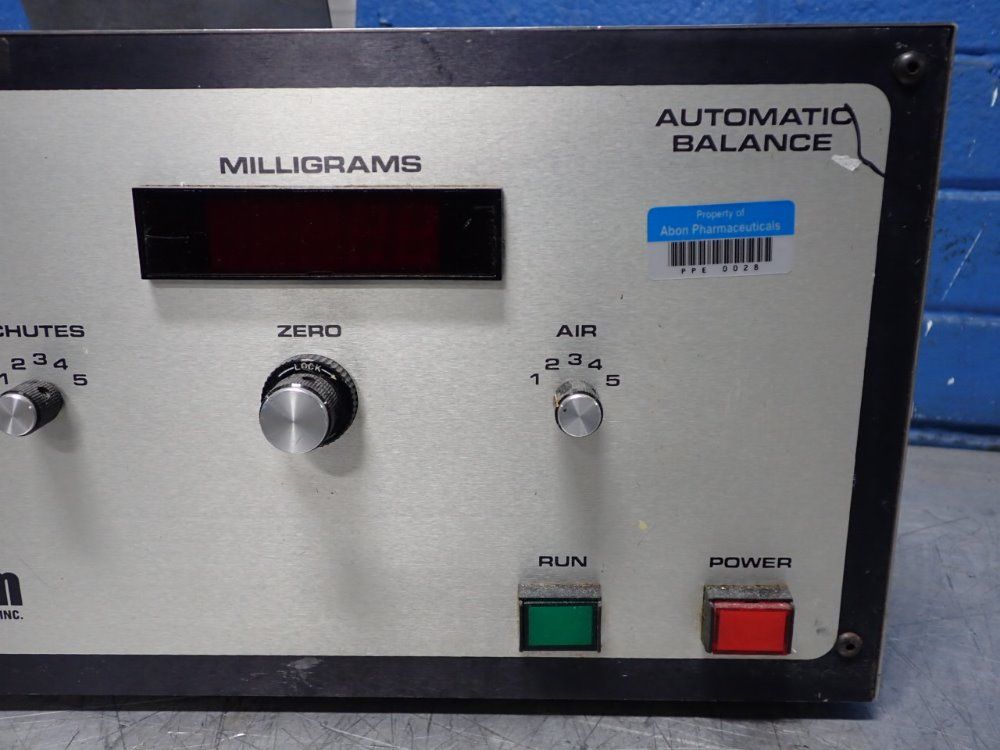 AUTOMATIC
BALANCE
MILLIGRAMS
Property of
Abon Pharmaceuticals
PPE 0028
CHUTES
1 2 3 4 5
ZERO
LOCK
AIR
1 2 3 4 5
RUN
POWER
m
INC.